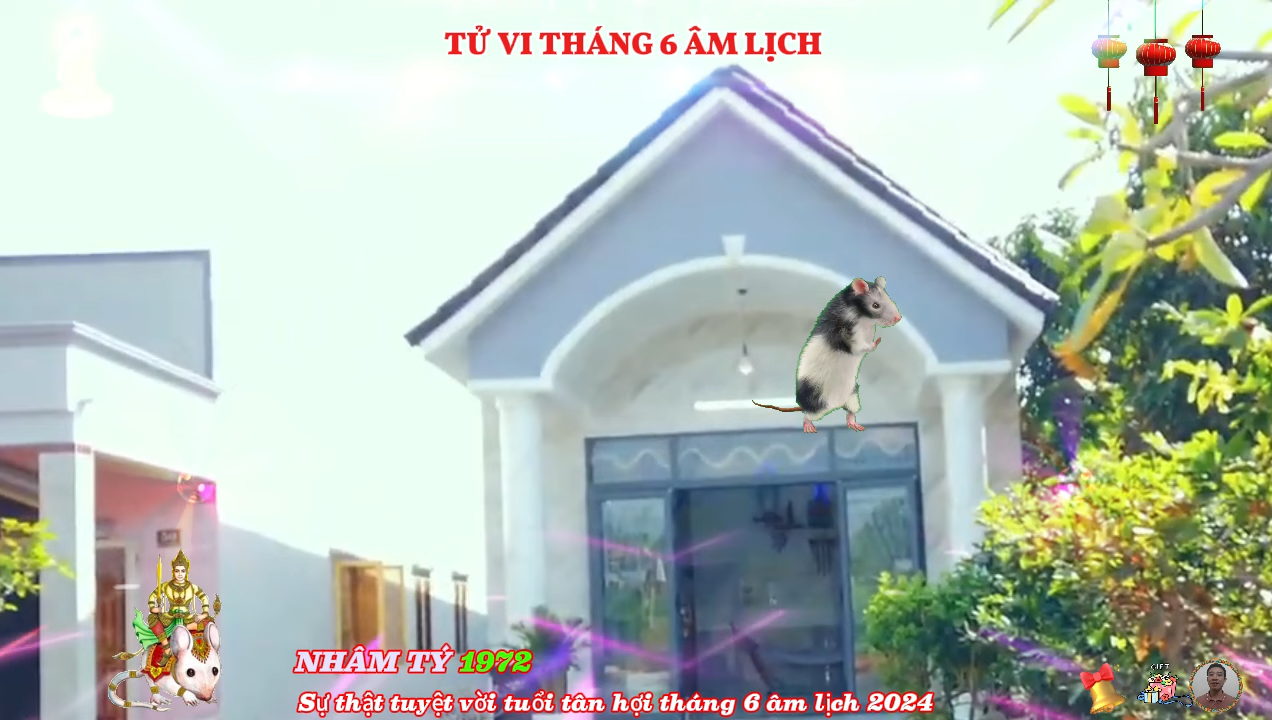 TỬ VI THÁNG 6 ÂM LỊCH
GIFT
NHÂM TÝ 1972
Sự thật tuyệt vời tuổi tân hợi tháng 6 âm lịch 2024